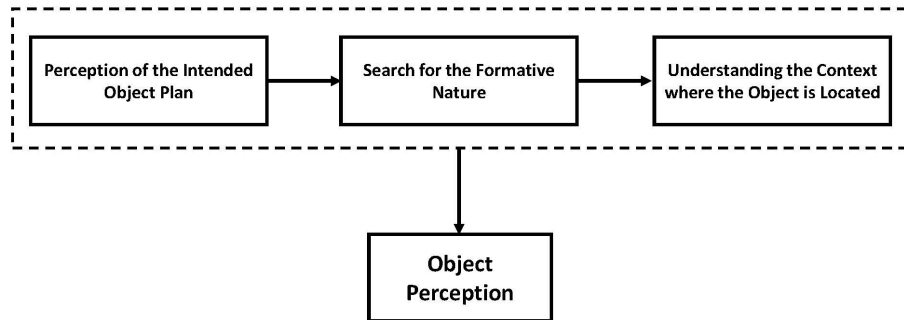 Perception of the Intended
Object Plan
Search for the Formative
Nature
Understanding the Context
where the Object is Located
Object
Perception